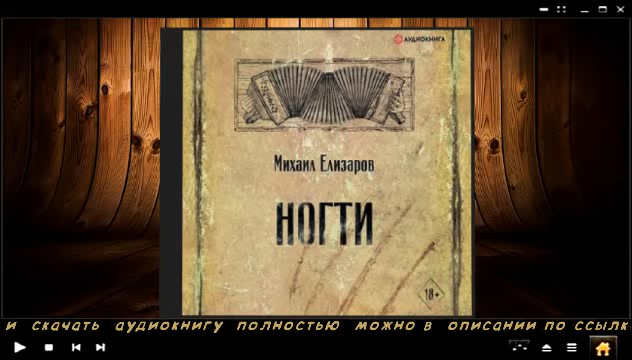 АУДИОКНИГА
Михаил Елизаров
НОГТИ
18+
и скачать аудиокнигу полностью можно в описании по ссылк